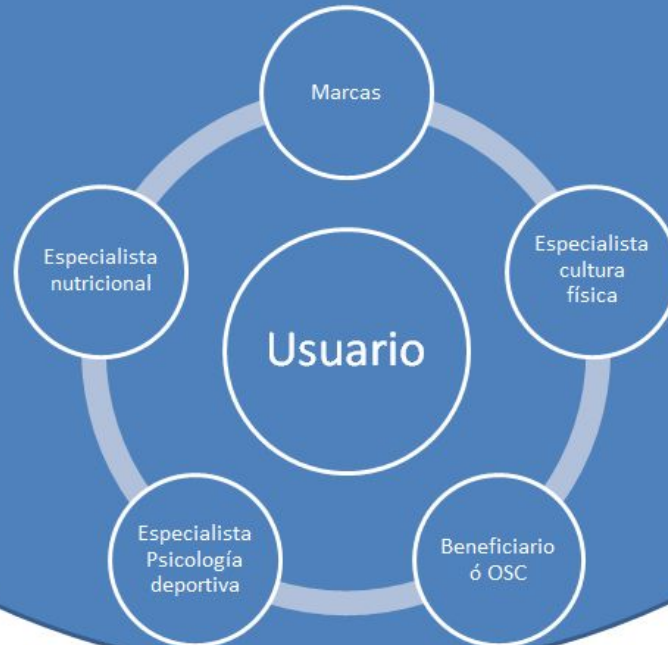 Marcas
Especialista
cultura
física
Beneficiario
ó OSC
Especialista
Psicología
deportiva
Especialista
nutricional
Usuario